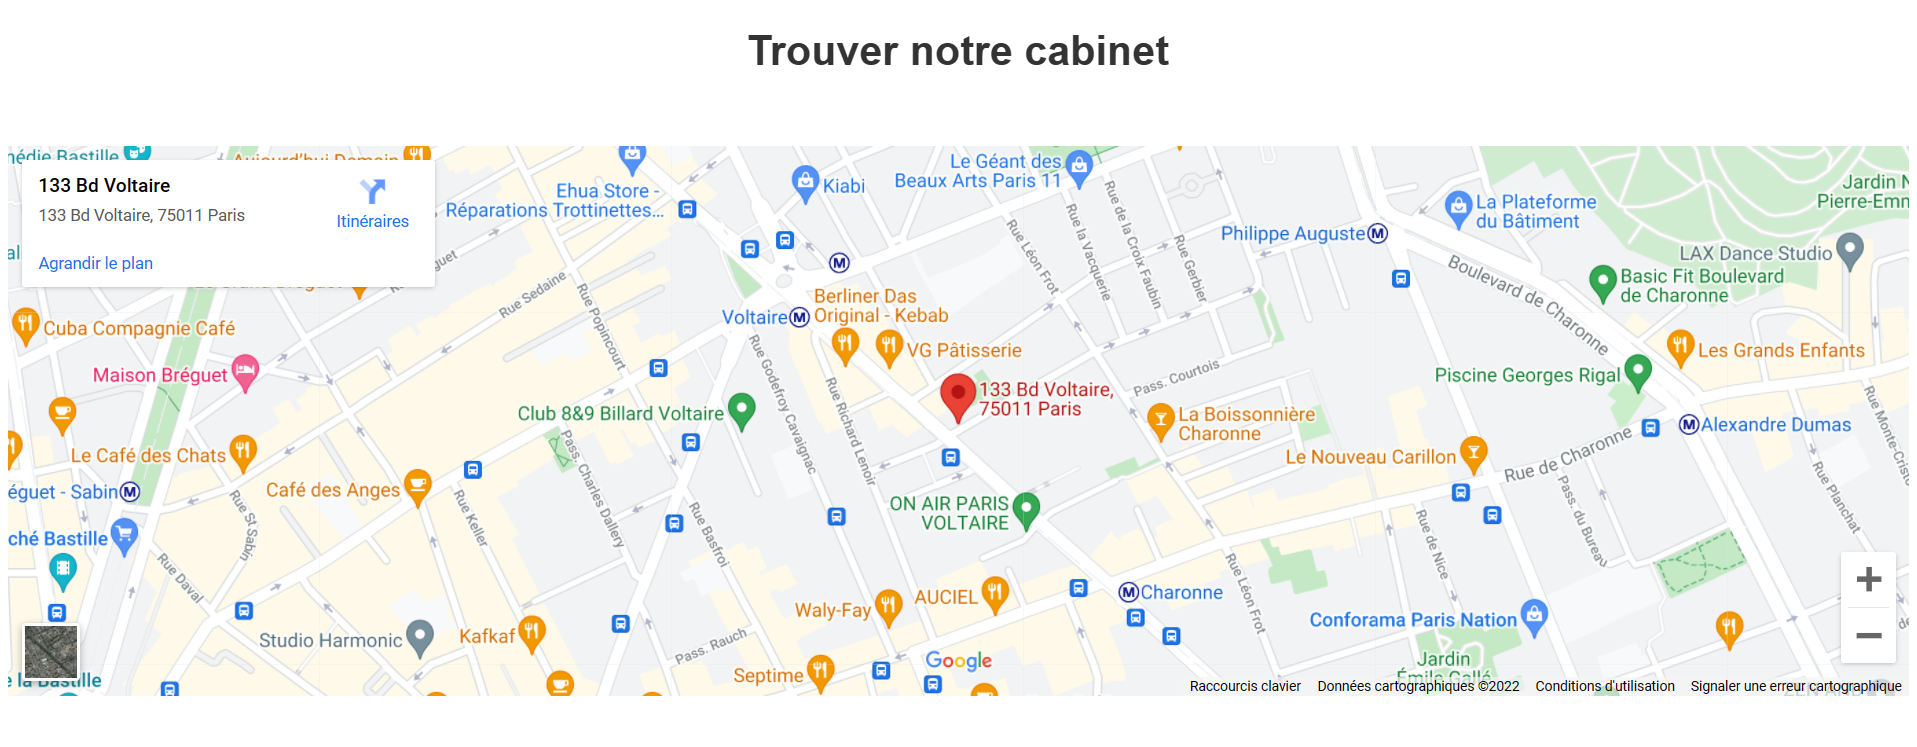 Trouver notre cabinet
133 Bd Voltaire
133 Bd Voltaire, 75011 Paris
Itinéraires
Agrandir le plan
Ehua Store -
Réparations Trottinettes...
Kiabi
Le Géant des
Beaux Arts Paris 11
La Plateforme
du Bâtiment
Philippe Auguste
Jardin
LAX Dance Studio
Basic Fit Boulevard
de Charonne
Boulevard de Charonne
Rue Léon Frot
Rue la Vacquerie
Rue de la Croix Faubin
Rue Gerbier
Rue Sedaine
Rue Popincourt
Berliner Das
Original - Kebab
Voltaire
VG Pâtisserie
Cuba Compagnie Café
Maison Bréguet
Les Grands Enfants
Piscine Georges Rigal
Pass. Courtois
133 Bd Voltaire,
75011 Paris
Club 8&9 Billard Voltaire
Rue Godefroy Cavaignac
Rue Richard Lenoir
La Boissonnière
Charonne
Alexandre Dumas
Le Café des Chats
Le Nouveau Carillon
Rue de Charonne
Pass. Charles Dallery
éguet - Sabin
Café des Anges
Rue St Sabin
Rue Keller
Rue Basfroi
ON AIR PARIS
VOLTAIRE
Pass. du Bureau
Rue Planchat
Rue de Nice
ché Bastille
Rue Daval
Rue Léon Frot
Charonne
Waly-Fay
AUCIEL
Conforama Paris Nation
Studio Harmonic
Kafkaf
Pass. Rauch
Septime
Google
Jardin
Émile Gallé
e la Bastille
Raccourcis clavier
Données cartographiques ©2022
Conditions d'utilisation
Signaler une erreur cartographique